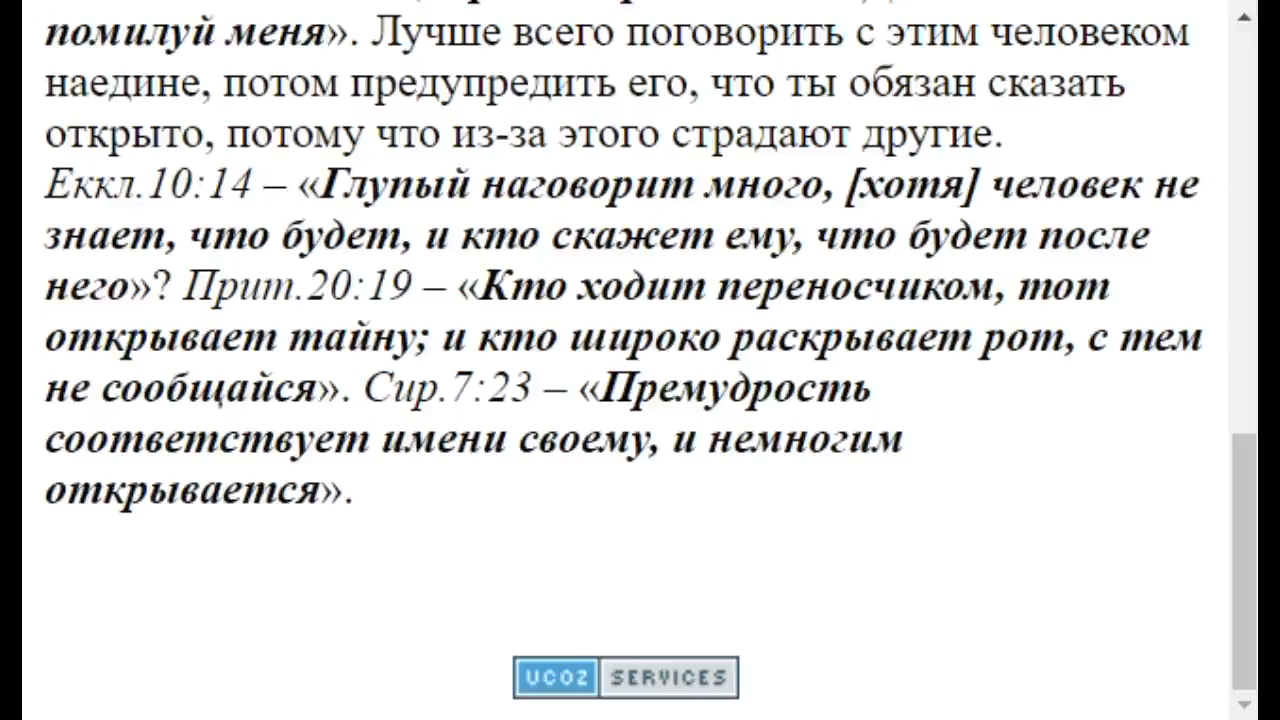 помилуй меня». Лучше всего поговорить с этим человеком
наедине, потом предупредить его, что ты обязан сказать
открыто, потому что из-за этого страдают другие.
Еккл.10:14 – «Глупый наговорит много, [хотя] человек не
знает, что будет, и кто скажет ему, что будет после
него»? Прит.20:19 – «Кто ходит переносчиком, тот
открывает тайну; и кто широко раскрывает рот, с тем
не сообщайся». Сир.7:23 – «Премудрость
соответствует имени своему, и немногим
открывается».
UCOZ SERVICES